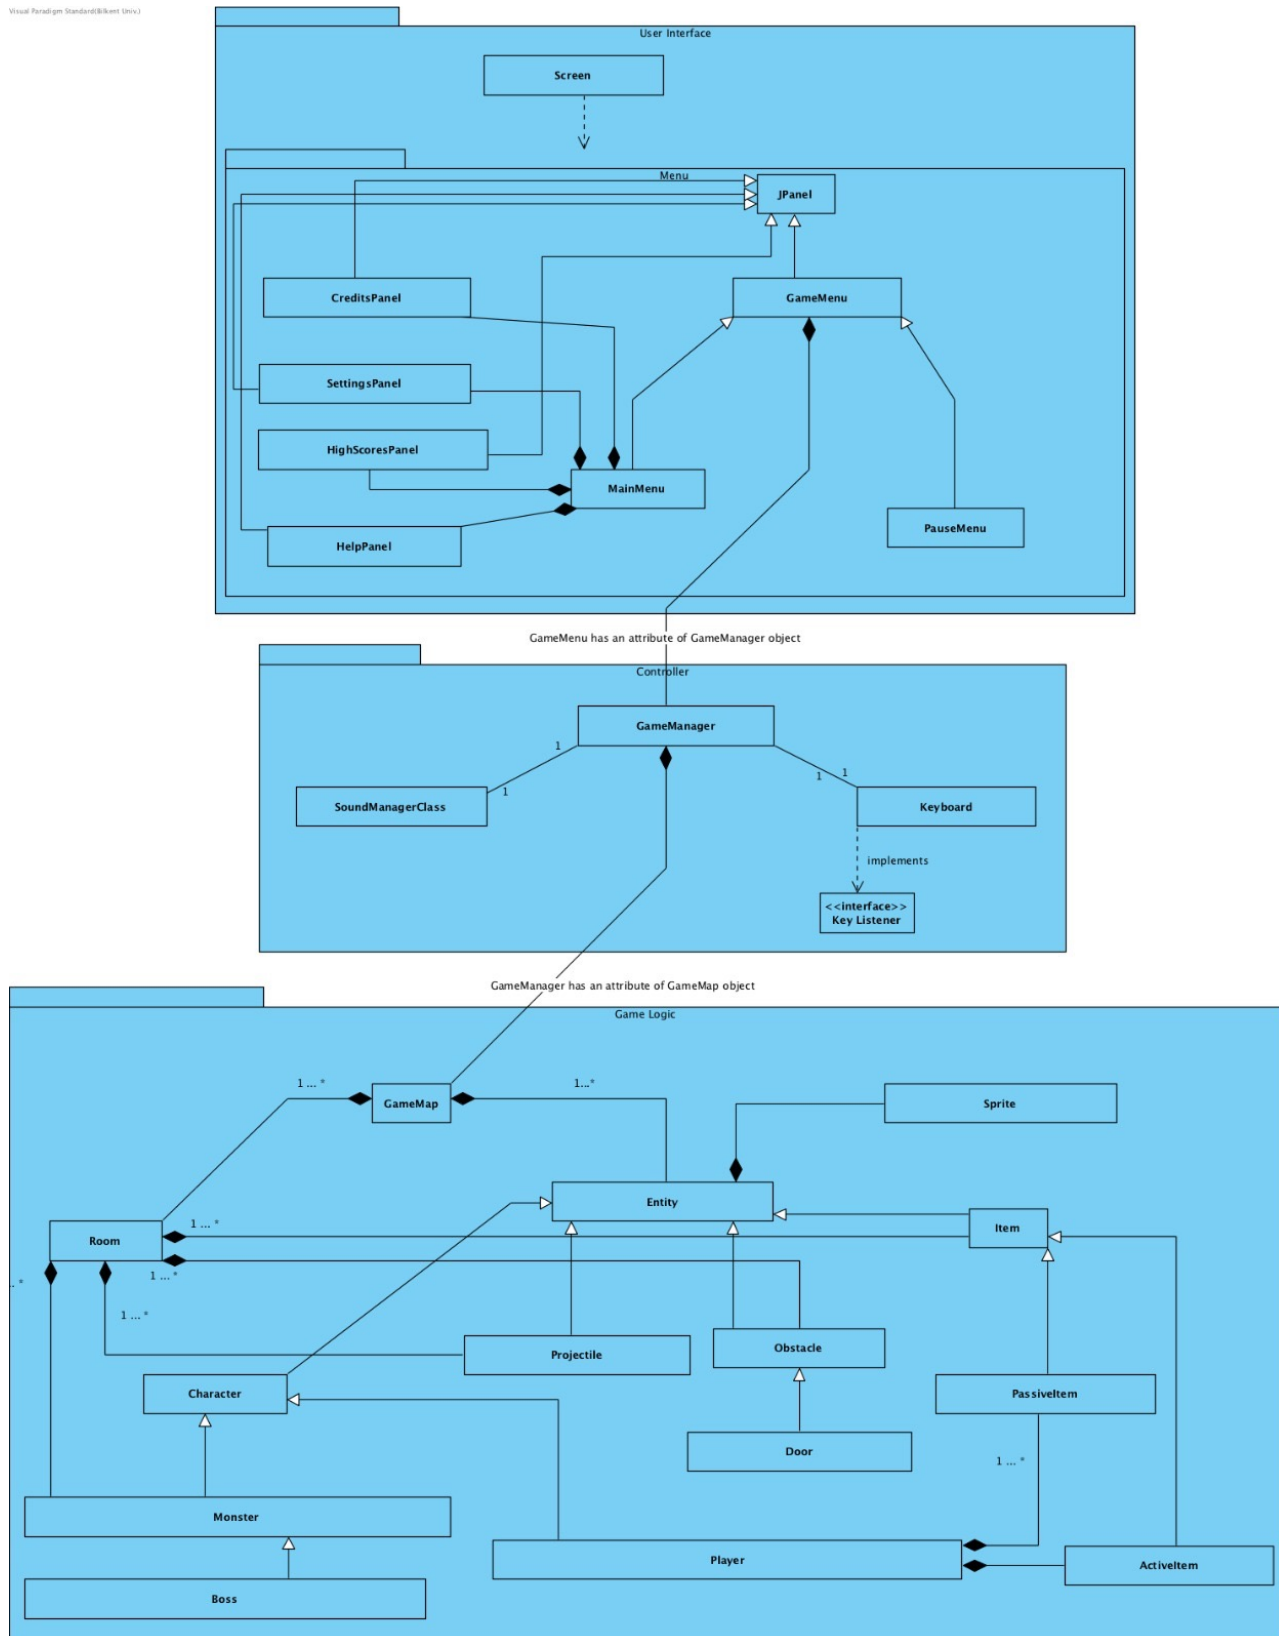 Visual Paradigm Standard(Bilkent Univ.)
User Interface
Screen
Menu
JPanel
CreditsPanel
GameMenu
SettingsPanel
HighScoresPanel
MainMenu
PauseMenu
HelpPanel
GameMenu has an attribute of GameManager object
Controller
GameManager
1
1
1
1
SoundManagerClass
Keyboard
implements
<<interface>>
Key Listener
GameManager has an attribute of GameMap object
Game Logic
1 ... *
1...*
GameMap
Sprite
Entity
1 ... *
Item
Room
1 ... *
. *
1 ... *
Obstacle
Projectile
Character
PassiveItem
Door
1 ... *
Monster
Player
ActiveItem
Boss